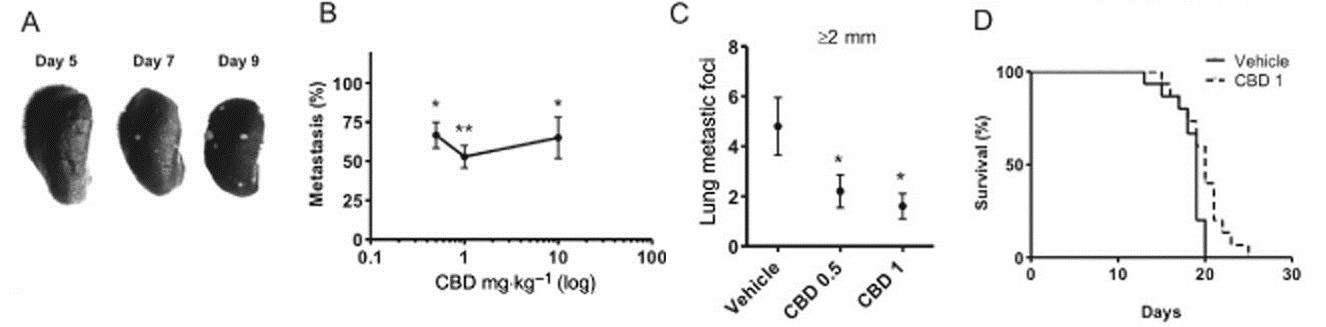 A
Day 5
Day 7
Day 9
B
Metastasis (%)
100
75
50
25
0
*
**
*
0.1
1
10
100
CBD mg·kg⁻¹ (log)
C
≥2 mm
Lung metastic foci
8
6
4
2
0
*
*
Vehicle
CBD 0.5
CBD 1
D
Vehicle
CBD 1
Survival (%)
100
50
0
0
10
20
30
Days